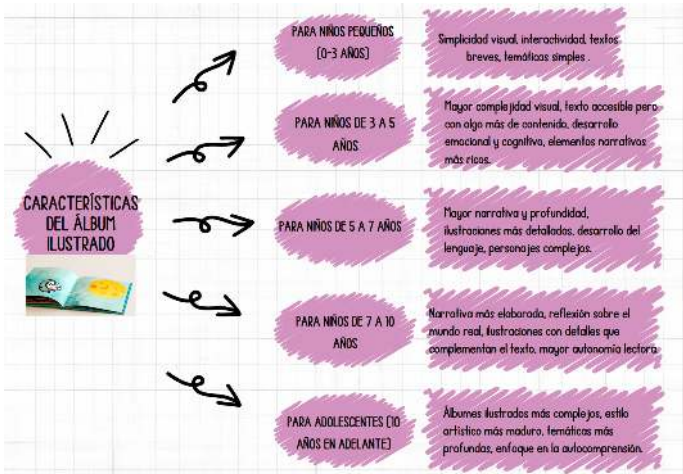 CARACTERÍSTICAS
DEL ÁLBUM
ILUSTRADO
PARA NIÑOS PEQUEÑOS
(0-3 AÑOS)
Simplicidad visual, interactividad, textos
breves, temáticas simples .
PARA NIÑOS DE 3 A 5
AÑOS
Mayor complejidad visual, texto accesible pero
con algo más de contenido, desarrollo
emocional y cognitivo, elementos narrativos
más ricos.
PARA NIÑOS DE 5 A 7 AÑOS
Mayor narrativa y profundidad,
ilustraciones más detalladas, desarrollo del
lenguaje, personajes complejos.
PARA NIÑOS DE 7 A 10
AÑOS
Narrativa más elaborada, reflexión sobre el
mundo real, ilustraciones con detalles que
complementan el texto, mayor autonomía lectora.
PARA ADOLESCENTES (10
AÑOS EN ADELANTE)
Álbumes ilustrados más complejos, estilo
artístico más maduro, temáticas más
profundas, enfoque en la autocomprensión.